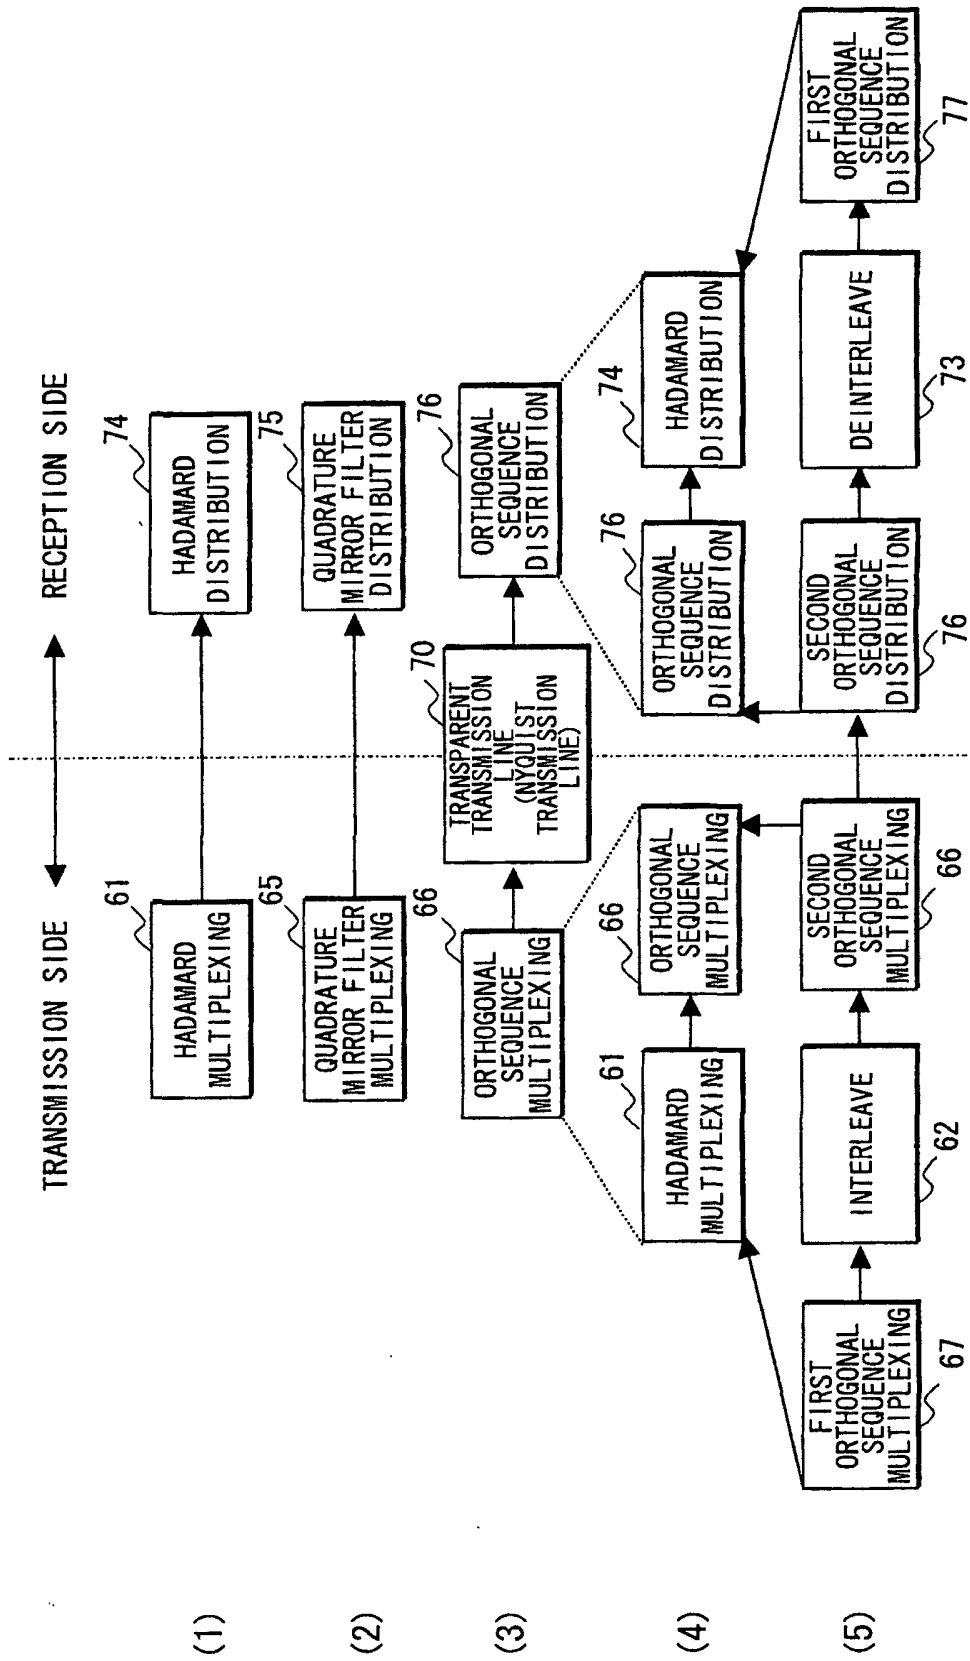 TRANSMISSION SIDE
RECEPTION SIDE
(1)
61
HADAMARD
MULTIPLEXING
74
HADAMARD
DISTRIBUTION
(2)
65
QUADRATURE
MIRROR FILTER
MULTIPLEXING
75
QUADRATURE
MIRROR FILTER
DISTRIBUTION
(3)
66
ORTHOGONAL
SEQUENCE
MULTIPLEXING
70
TRANSPARENT
TRANSMISSION
LINE
(NYQUIST
TRANSMISSION
LINE)
76
ORTHOGONAL
SEQUENCE
DISTRIBUTION
(4)
61
HADAMARD
MULTIPLEXING
66
ORTHOGONAL
SEQUENCE
MULTIPLEXING
76
ORTHOGONAL
SEQUENCE
DISTRIBUTION
74
HADAMARD
DISTRIBUTION
(5)
FIRST
ORTHOGONAL
SEQUENCE
MULTIPLEXING
67
INTERLEAVE
62
SECOND
ORTHOGONAL
SEQUENCE
MULTIPLEXING
66
SECOND
ORTHOGONAL
SEQUENCE
DISTRIBUTION
76
DEINTERLEAVE
73
FIRST
ORTHOGONAL
SEQUENCE
DISTRIBUTION
77